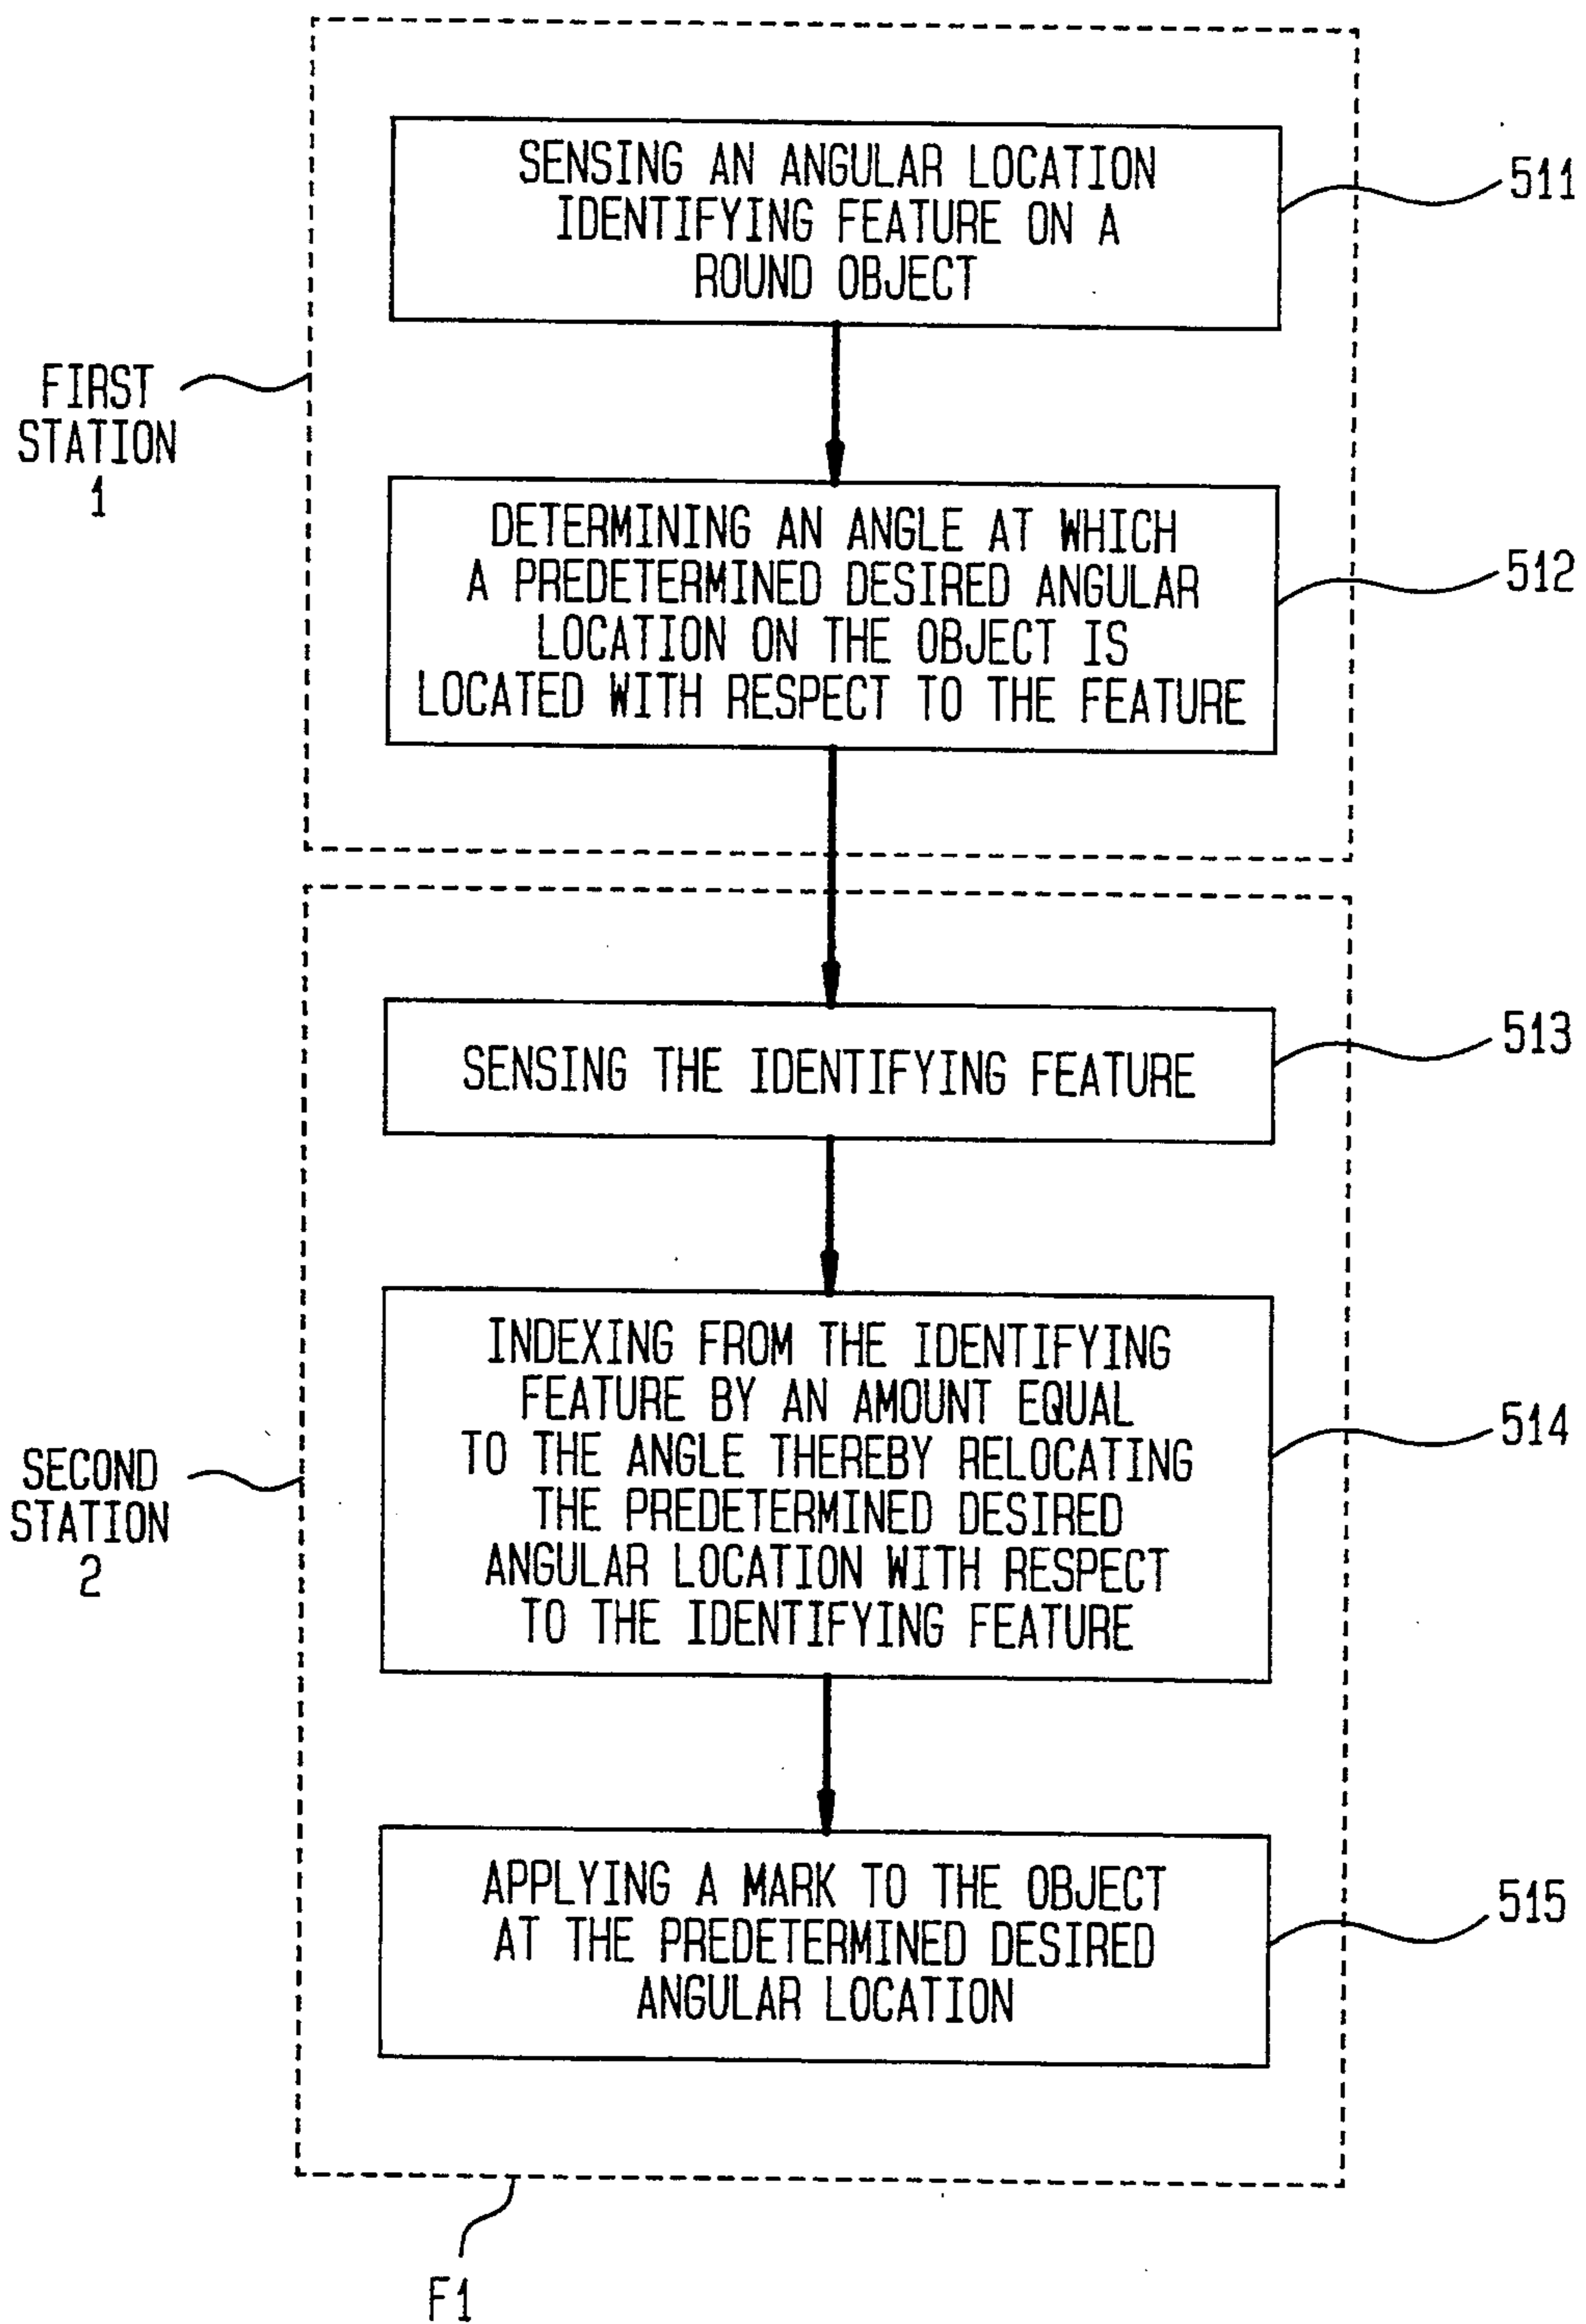 SENSING AN ANGULAR LOCATION
IDENTIFYING FEATURE ON A
ROUND OBJECT
511
FIRST
STATION
1
DETERMINING AN ANGLE AT WHICH
A PREDETERMINED DESIRED ANGULAR
LOCATION ON THE OBJECT IS
LOCATED WITH RESPECT TO THE FEATURE
512
SENSING THE IDENTIFYING FEATURE
513
INDEXING FROM THE IDENTIFYING
FEATURE BY AN AMOUNT EQUAL
TO THE ANGLE THEREBY RELOCATING
THE PREDETERMINED DESIRED
ANGULAR LOCATION WITH RESPECT
TO THE IDENTIFYING FEATURE
514
SECOND
STATION
2
APPLYING A MARK TO THE OBJECT
AT THE PREDETERMINED DESIRED
ANGULAR LOCATION
515
F1